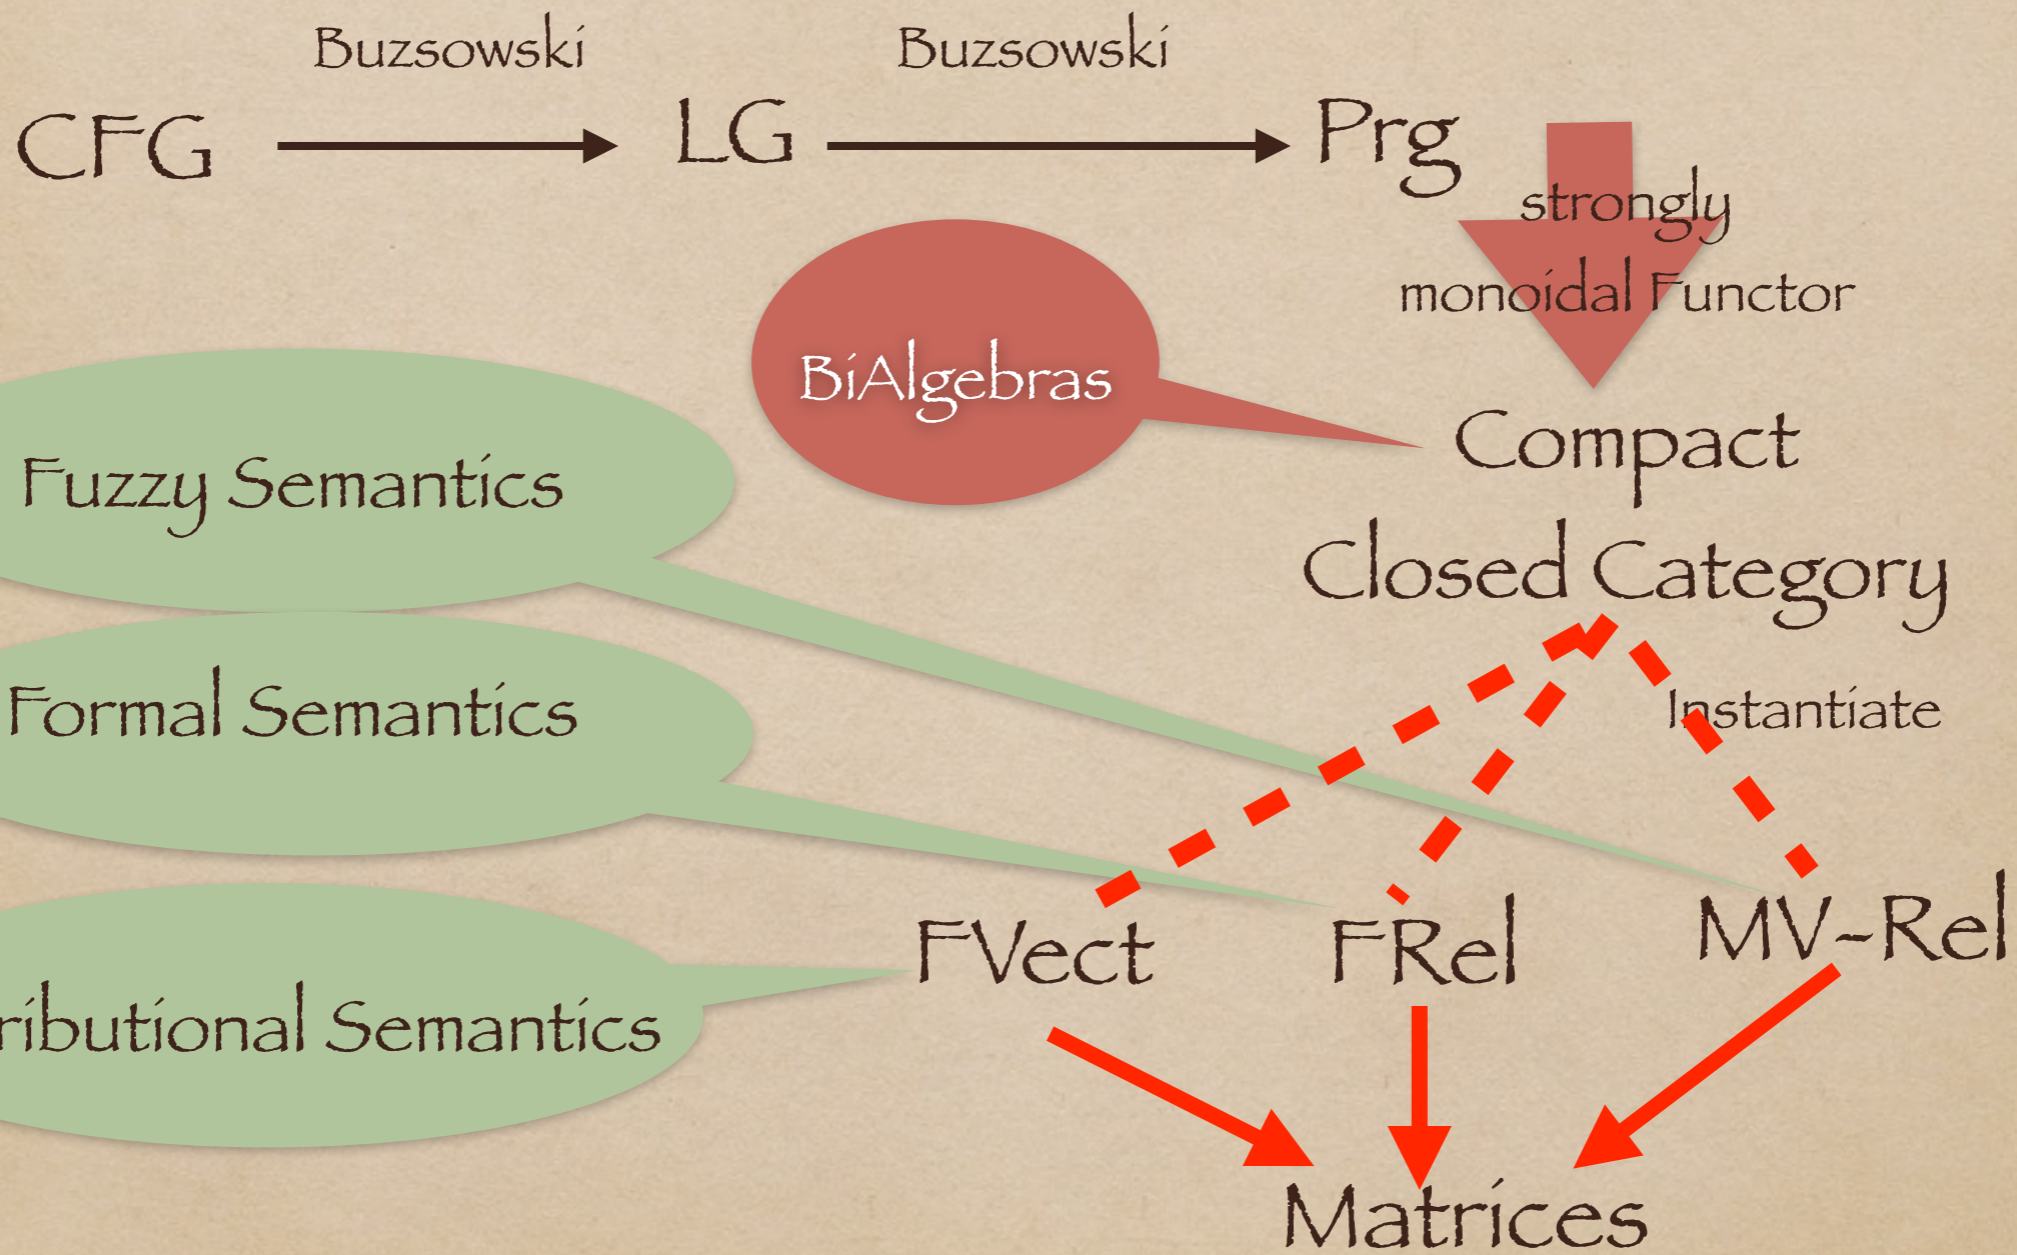 Buzsowski Buzsowski
CFG LG Prg
strongly
monoidal Functor
BiAlgebras
Compact
Closed Category
Fuzzy Semantics
Formal Semantics
Instantiate
FVect FRel MV-Rel
ributional Semantics
Matrices